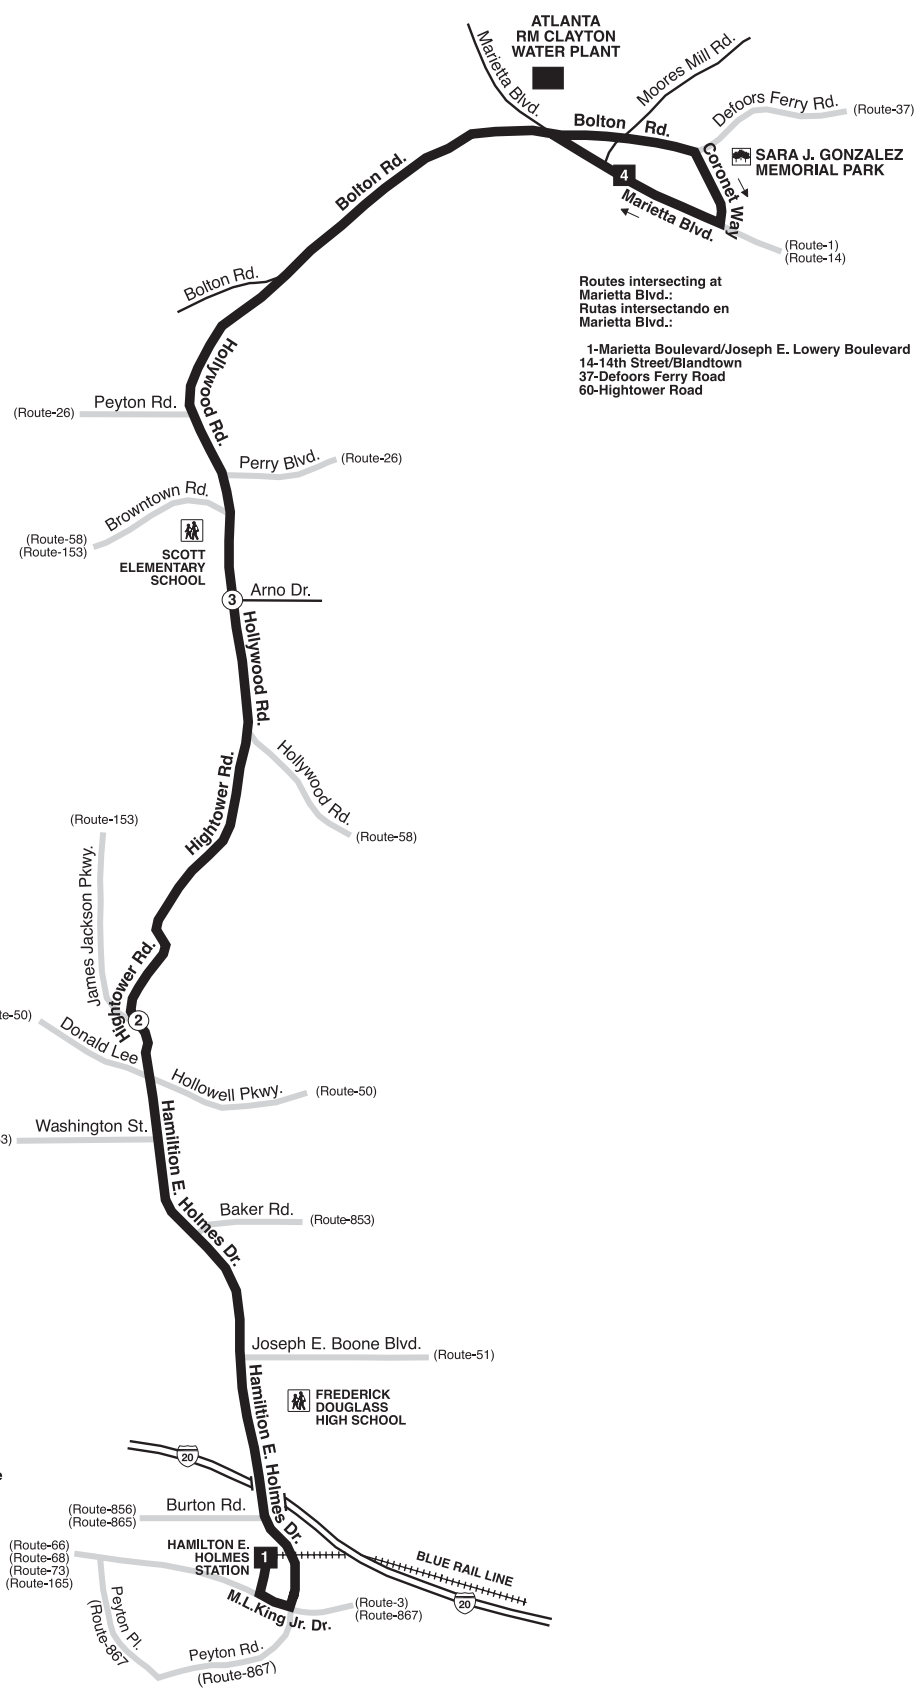 ATLANTA
RM CLAYTON
WATER PLANT
Marietta Blvd.
Moores Mill Rd.
Defoors Ferry Rd.
(Route-37)
Bolton Rd.
Bolton Rd.
SARA J. GONZALEZ
MEMORIAL PARK
Coronet Way
4
Marietta Blvd.
(Route-1)
(Route-14)
Bolton Rd.
Routes intersecting at
Marietta Blvd.:
Rutas intersectando en
Marietta Blvd.:
1-Marietta Boulevard/Joseph E. Lowery Boulevard
14-14th Street/Blandtown
37-Defoors Ferry Road
60-Hightower Road
Hollywood Rd.
(Route-26)
Peyton Rd.
Perry Blvd.
(Route-26)
Browntown Rd.
(Route-58)
(Route-153)
SCOTT
ELEMENTARY
SCHOOL
3
Arno Dr.
Hollywood Rd.
Hollywood Rd.
(Route-58)
Hightower Rd.
(Route-153)
James Jackson Pkwy.
Hightower Rd.
2
te-50)
Donald Lee
Hollowell Pkwy.
(Route-50)
Washington St.
3)
Hamiltion E. Holmes Dr.
Baker Rd.
(Route-853)
Joseph E. Boone Blvd.
(Route-51)
Hamiltion E. Holmes Dr.
FREDERICK
DOUGLASS
HIGH SCHOOL
20
e
(Route-856)
(Route-865)
Burton Rd.
(Route-66)
(Route-68)
(Route-73)
(Route-165)
HAMILTON E.
HOLMES
STATION
1
BLUE RAIL LINE
20
M.L.King Jr. Dr.
(Route-3)
(Route-867)
Peyton Pl.
(Route-867
Peyton Rd.
(Route-867)